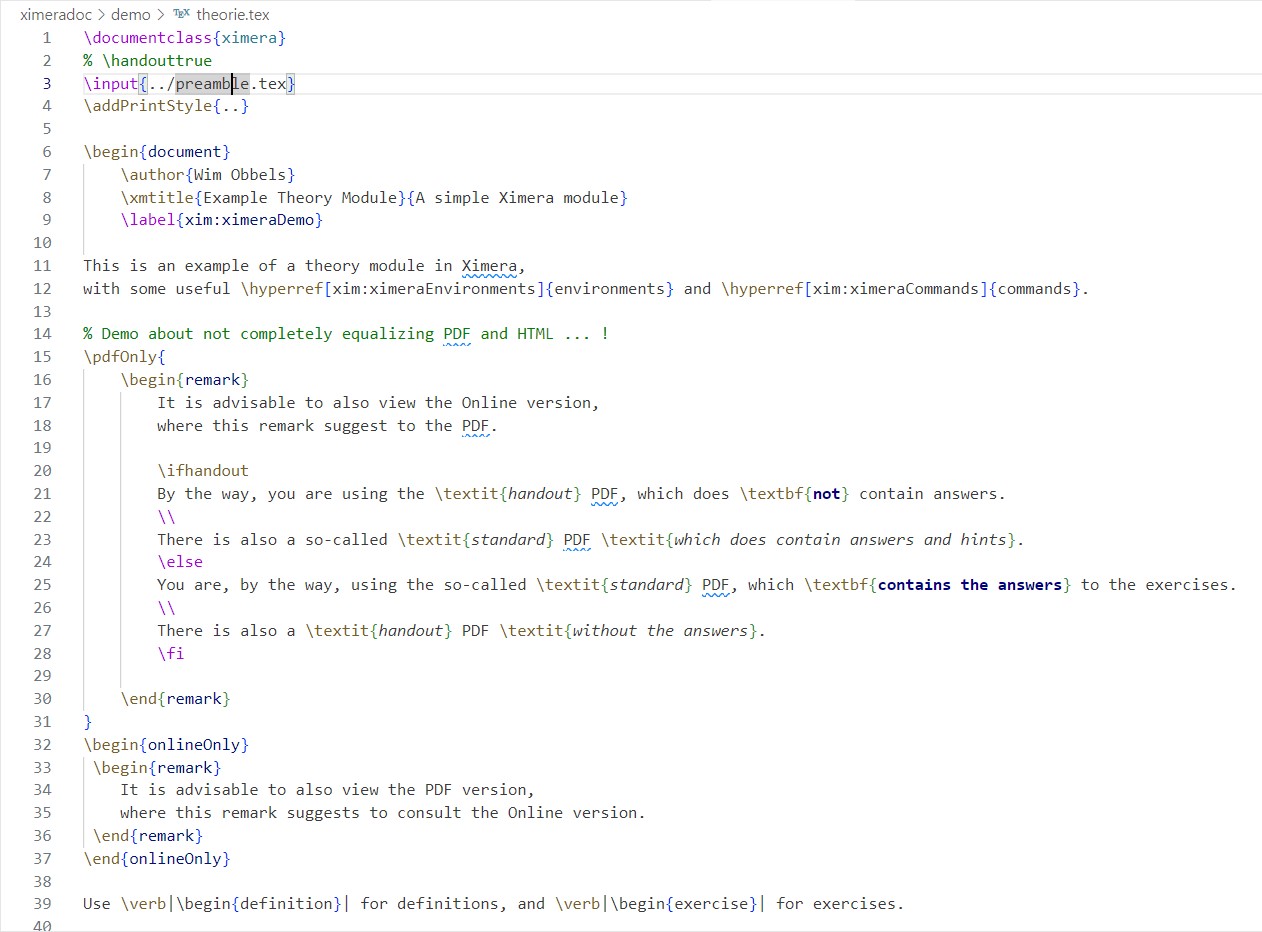 ximeradoc > demo > TEX theorie.tex
1 \documentclass{ximera}
2 % \handouttrue
3 \input{../preamble.tex}
4 \addPrintStyle{..}
5
6 \begin{document}
7     \author{Wim Obbels}
8     \xmtitle{Example Theory Module}{A simple Ximera module}
9     \label{xim:ximeraDemo}
10
11 This is an example of a theory module in Ximera,
12 with some useful \hyperref[xim:ximeraEnvironments]{environments} and \hyperref[xim:ximeraCommands]{commands}.
13
14 % Demo about not completely equalizing PDF and HTML ... !
15 \pdfOnly{
16     \begin{remark}
17         It is advisable to also view the Online version,
18         where this remark suggest to the PDF.
19
20         \ifhandout
21         By the way, you are using the \textit{handout} PDF, which does \textbf{not} contain answers.
22         \\
23         There is also a so-called \textit{standard} PDF \textit{which does contain answers and hints}.
24         \else
25         You are, by the way, using the so-called \textit{standard} PDF, which \textbf{contains the answers} to the exercises.
26         \\
27         There is also a \textit{handout} PDF \textit{without the answers}.
28         \fi
29
30     \end{remark}
31 }
32 \begin{onlineOnly}
33  \begin{remark}
34     It is advisable to also view the PDF version,
35     where this remark suggests to consult the Online version.
36  \end{remark}
37 \end{onlineOnly}
38
39 Use \verb|\begin{definition}| for definitions, and \verb|\begin{exercise}| for exercises.
40